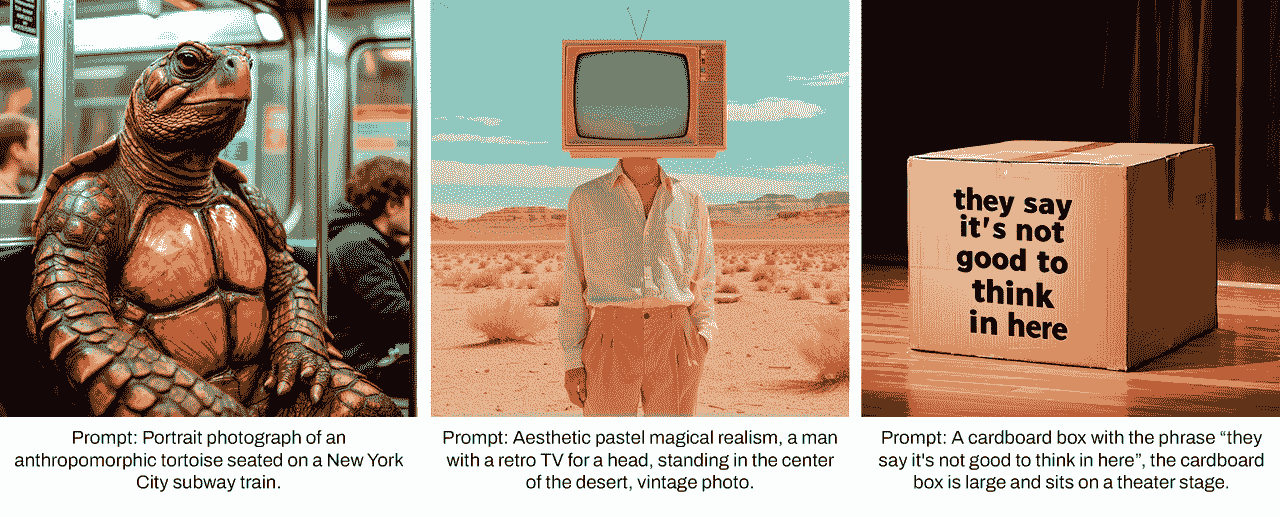 they say
it's not
good to
think
in here
Prompt: Portrait photograph of an
anthropomorphic tortoise seated on a New York
City subway train.
Prompt: Aesthetic pastel magical realism, a man
with a retro TV for a head, standing in the center
of the desert, vintage photo.
Prompt: A cardboard box with the phrase “they
say it's not good to think in here”, the cardboard
box is large and sits on a theater stage.